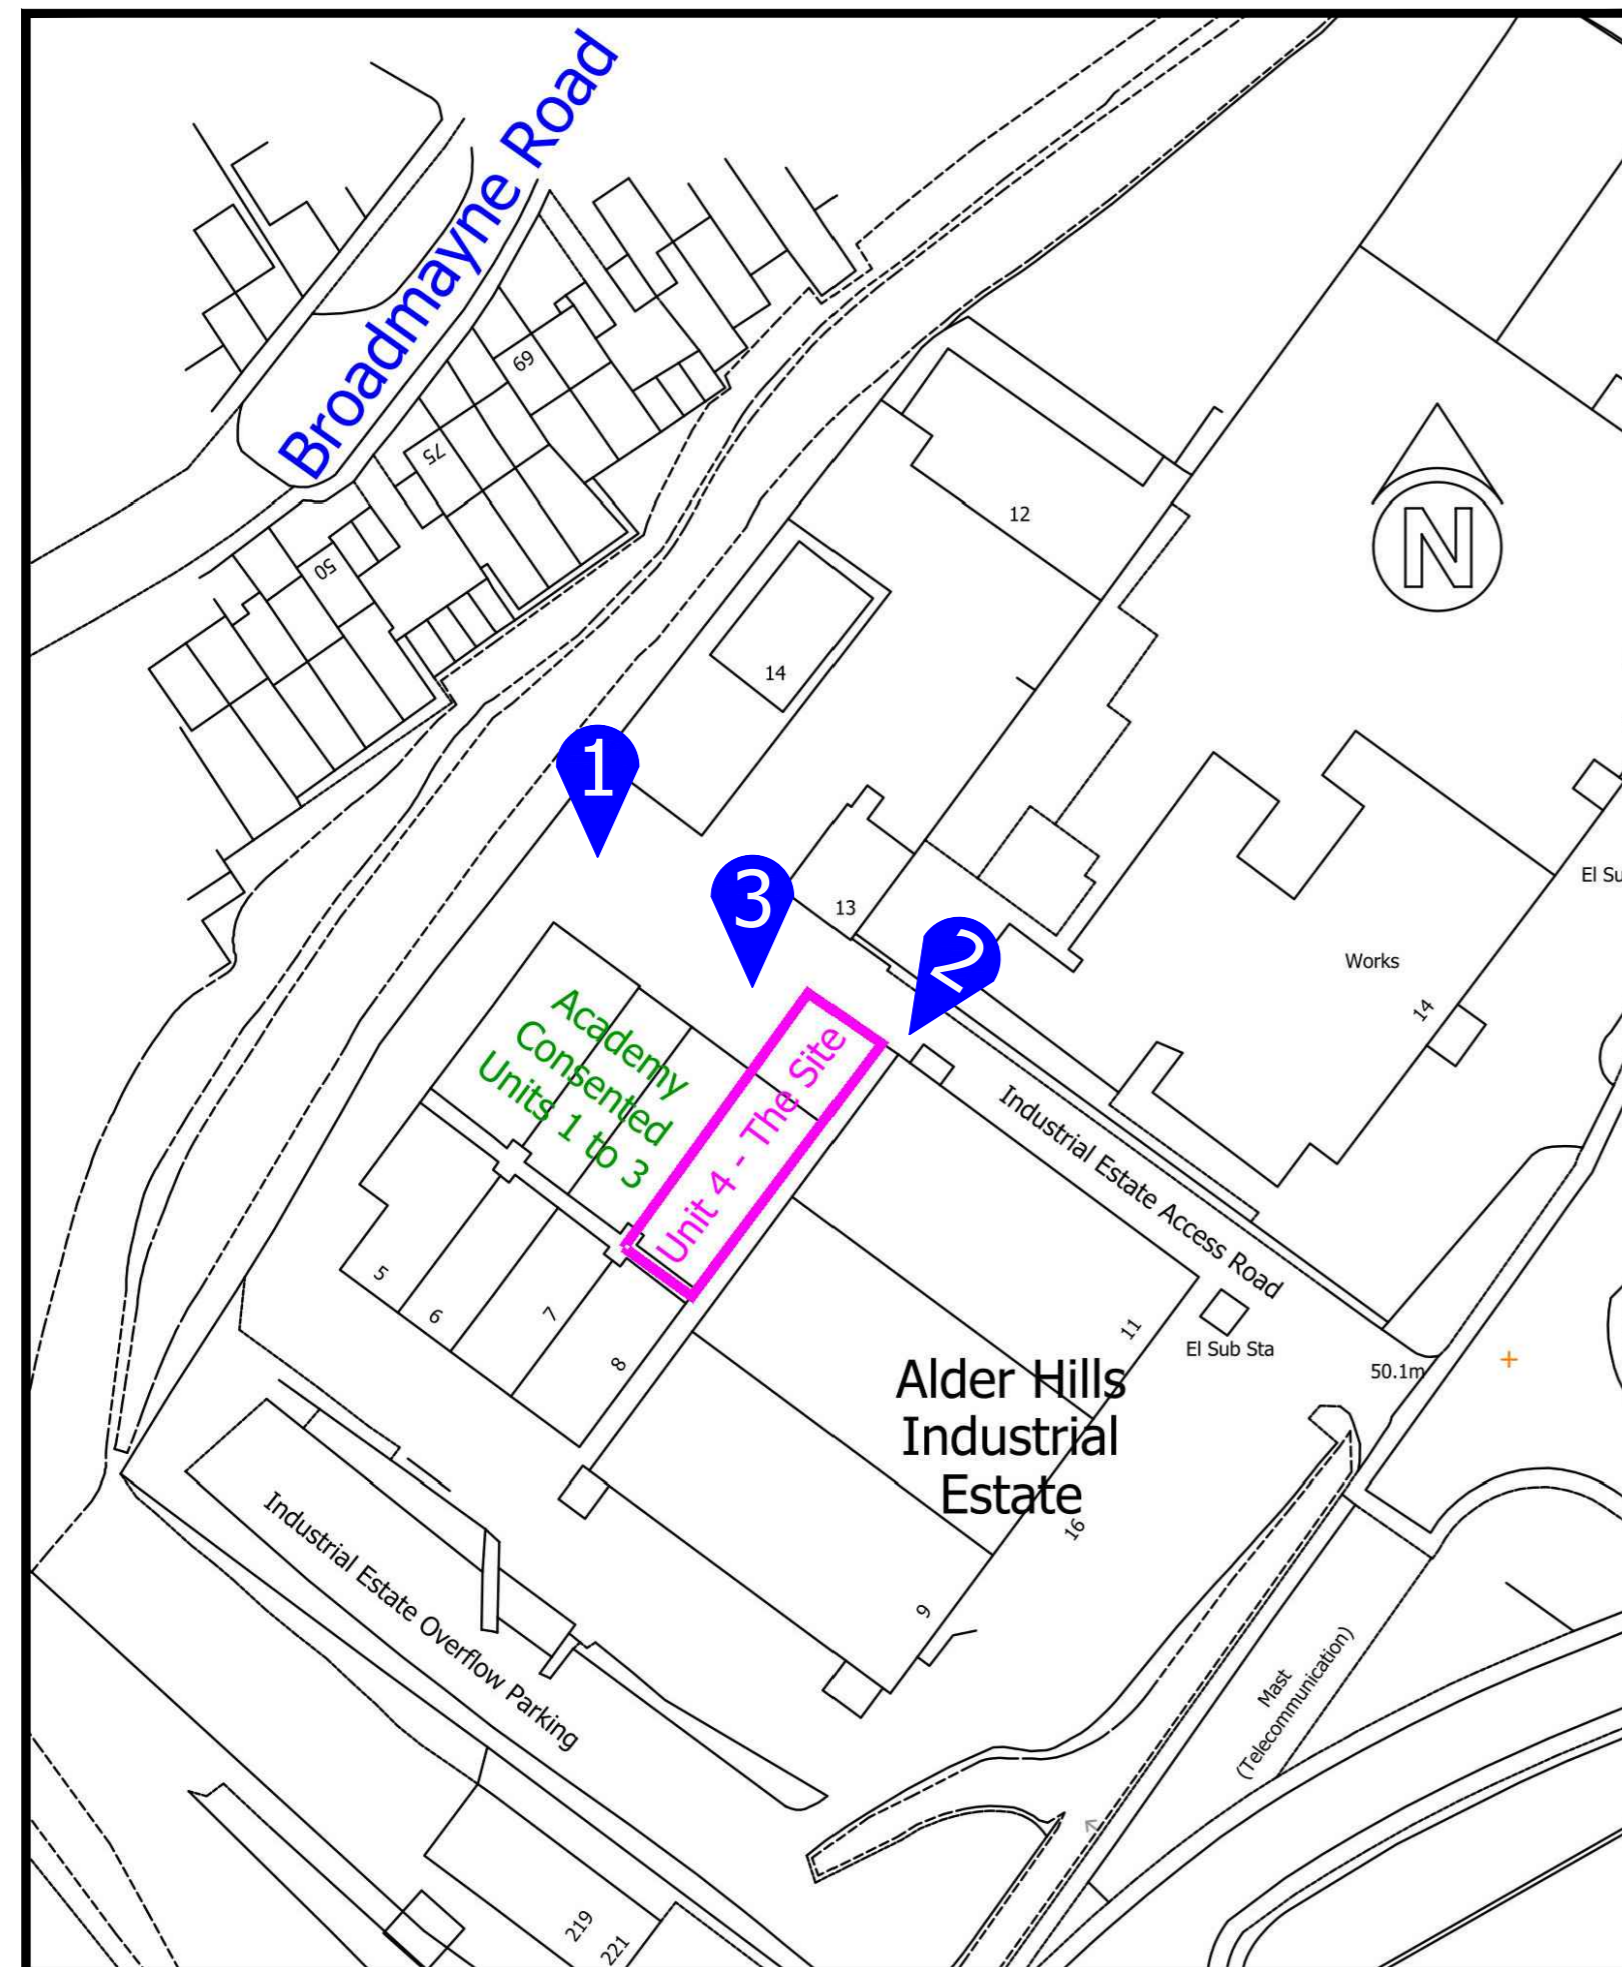 Broadmayne Road
69
75
50
12
N
14
1
3
13
2
El Su
Works
14
Academy
Consented
Units 1 to 3
Unit 4 - The Site
Industrial Estate Access Road
5
6
7
8
11
El Sub Sta
50.1m
Alder Hills
Industrial
Estate
16
9
Industrial Estate Overflow Parking
Mast
(Telecommunication)
219
221